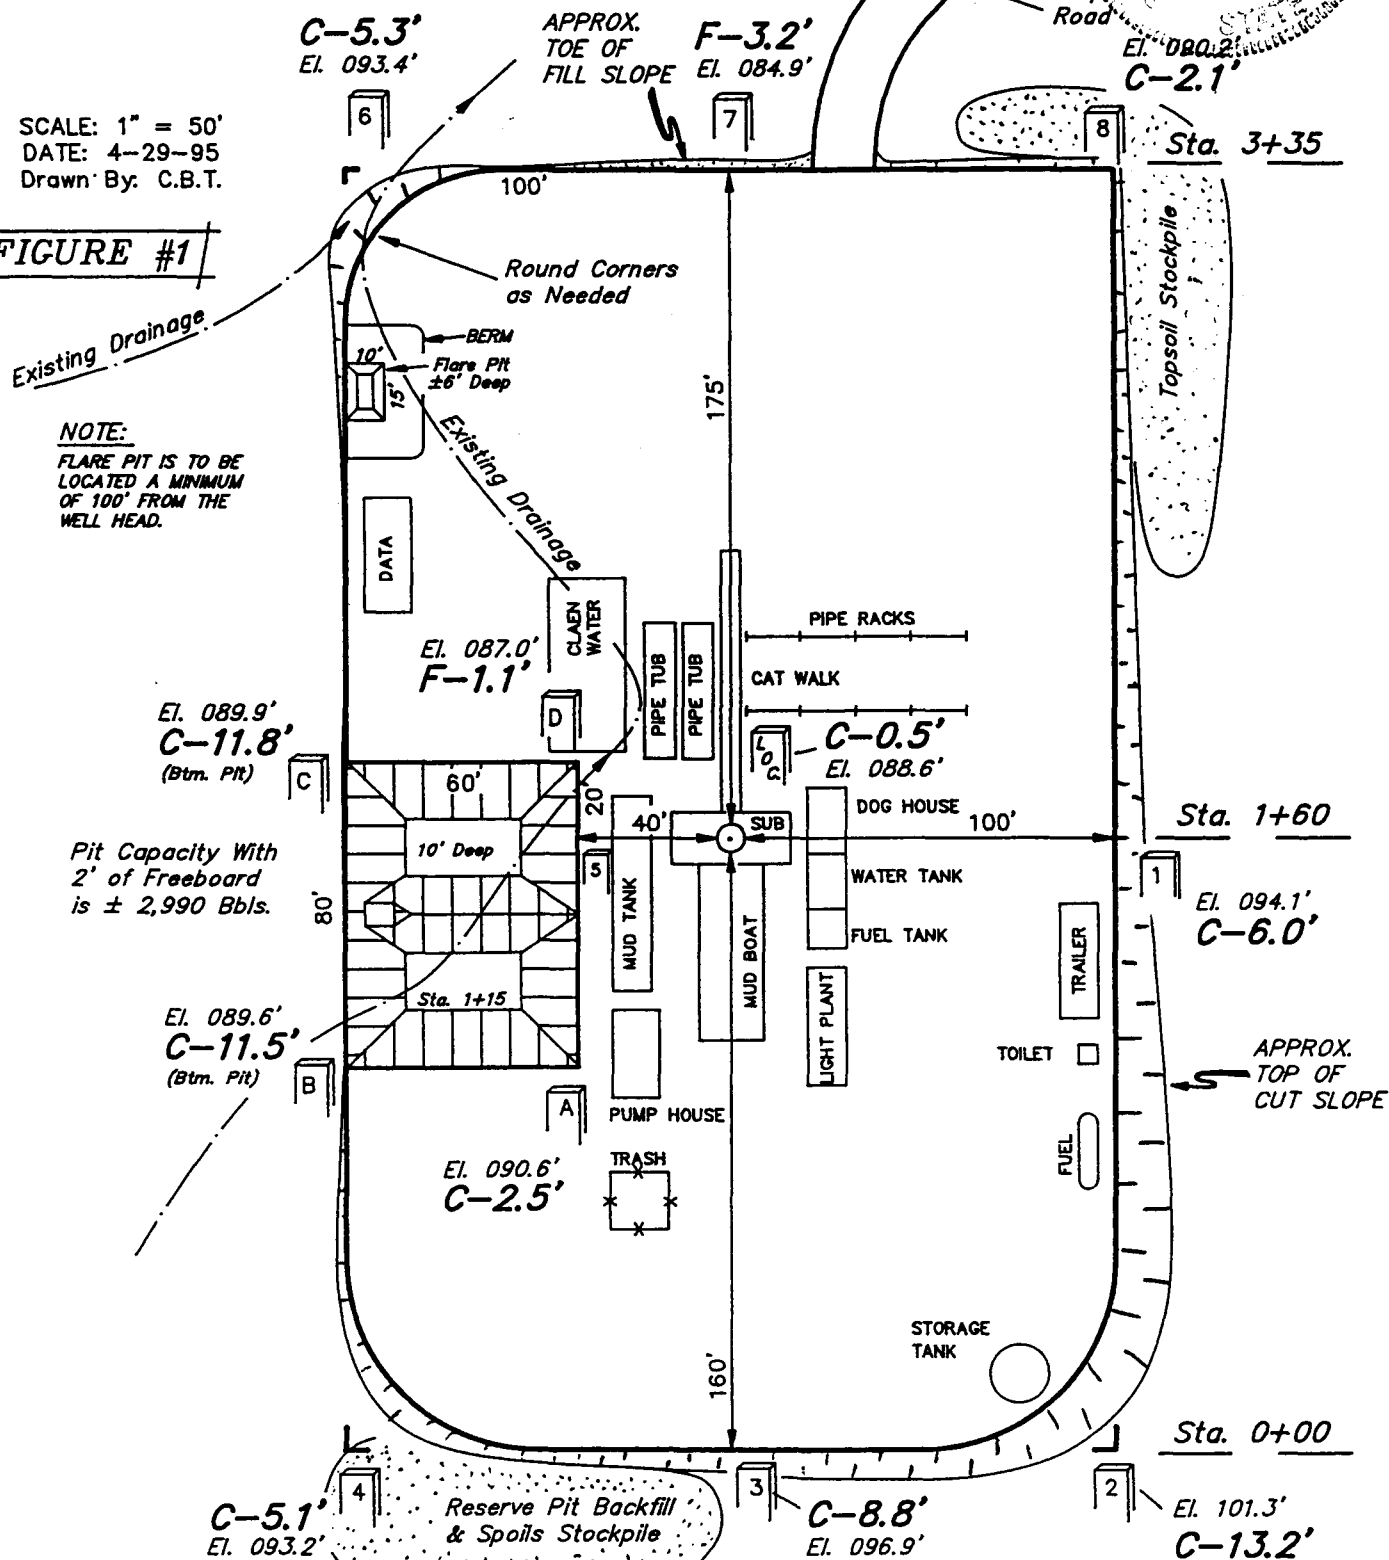 C-5.3'
El. 093.4'
APPROX.
TOE OF
FILL SLOPE
F-3.2'
El. 084.9'
Road
El. 090.2'
C-2.1'
SCALE: 1" = 50'
DATE: 4-29-95
Drawn By: C.B.T.
6
7
8
Sta. 3+35
100'
FIGURE #1
Round Corners
as Needed
Topsoil Stockpile
Existing Drainage
BERM
10'
Flare Pit
±6' Deep
15'
175'
NOTE:
FLARE PIT IS TO BE
LOCATED A MINIMUM
OF 100' FROM THE
WELL HEAD.
Existing Drainage
DATA
CLAEN
WATER
PIPE RACKS
El. 087.0'
F-1.1'
PIPE TUB
PIPE TUB
CAT WALK
D
El. 089.9'
C-11.8'
(Btm. Pit)
C
LOC.
C-0.5'
El. 088.6'
60'
20'
DOG HOUSE
40'
SUB
100'
Sta. 1+60
Pit Capacity With
2' of Freeboard
is ± 2,990 Bbls.
10' Deep
80'
5
MUD TANK
MUD BOAT
WATER TANK
FUEL TANK
1
El. 094.1'
C-6.0'
TRAILER
Sta. 1+15
El. 089.6'
C-11.5'
(Btm. Pit)
B
LIGHT PLANT
TOILET
APPROX.
TOP OF
CUT SLOPE
A
PUMP HOUSE
FUEL
El. 090.6'
C-2.5'
TRASH
STORAGE
TANK
160'
Sta. 0+00
4
3
2
C-5.1'
El. 093.2'
Reserve Pit Backfill
& Spoils Stockpile
C-8.8'
El. 096.9'
El. 101.3'
C-13.2'